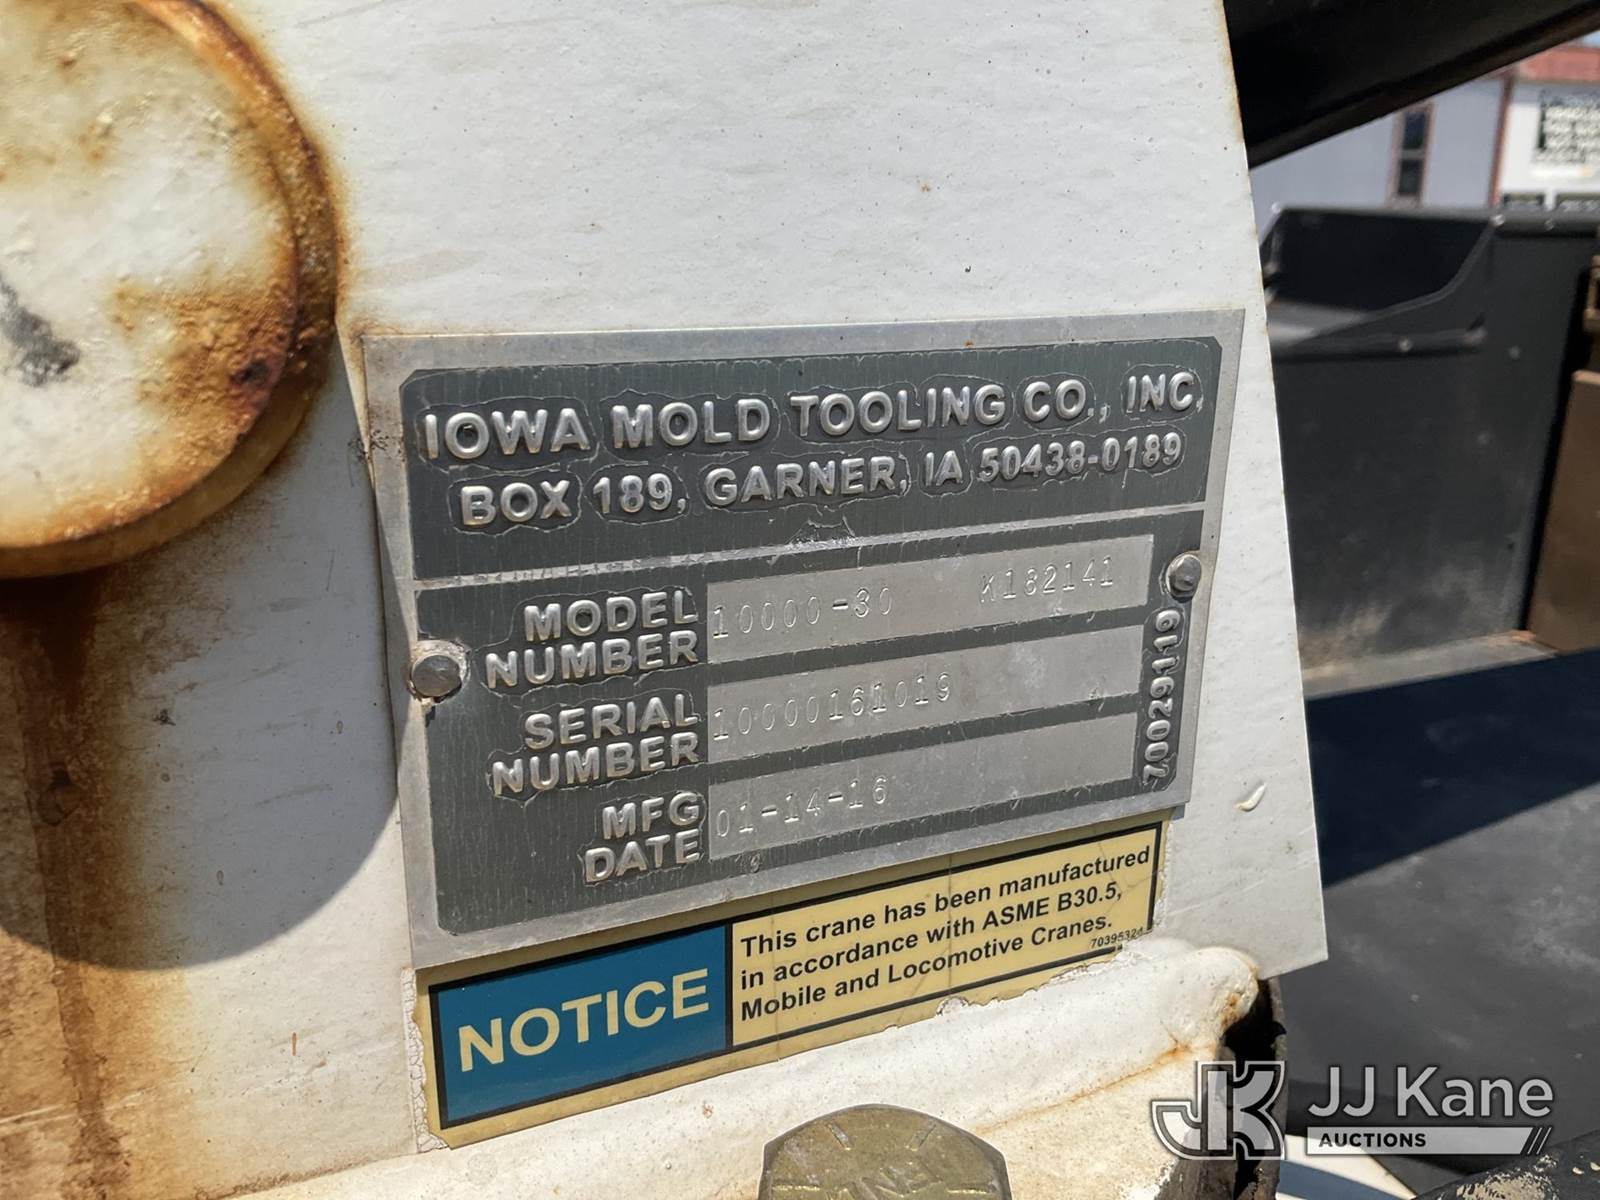 IOWA MOLD TOOLING CO., INC.
BOX 189, GARNER, IA 50438-0189
MODEL NUMBER 10000-30 K182141
SERIAL NUMBER 10000161019
MFG DATE 01-14-16
70029119
NOTICE
This crane has been manufactured
in accordance with ASME B30.5,
Mobile and Locomotive Cranes.
70395324
JJ Kane
AUCTIONS